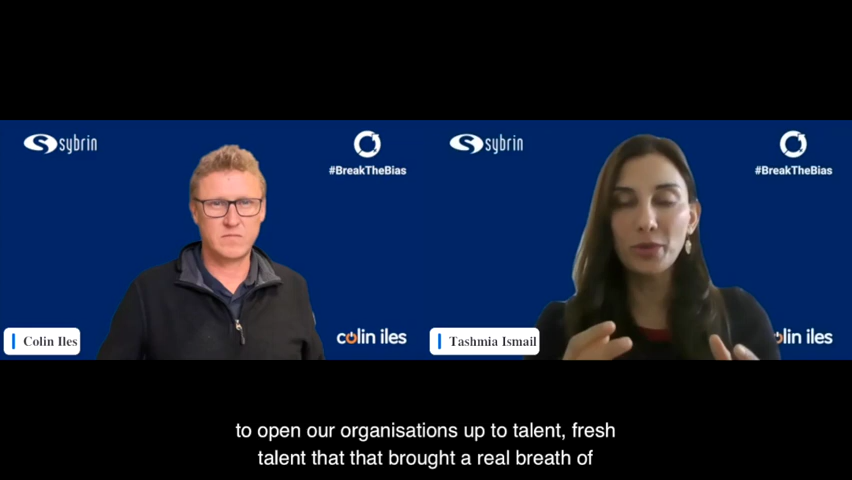 sybrin
#BreakTheBias
sybrin
#BreakTheBias
Colin Iles
colin iles
Tashmia Ismail
olin iles
to open our organisations up to talent, fresh
talent that that brought a real breath of